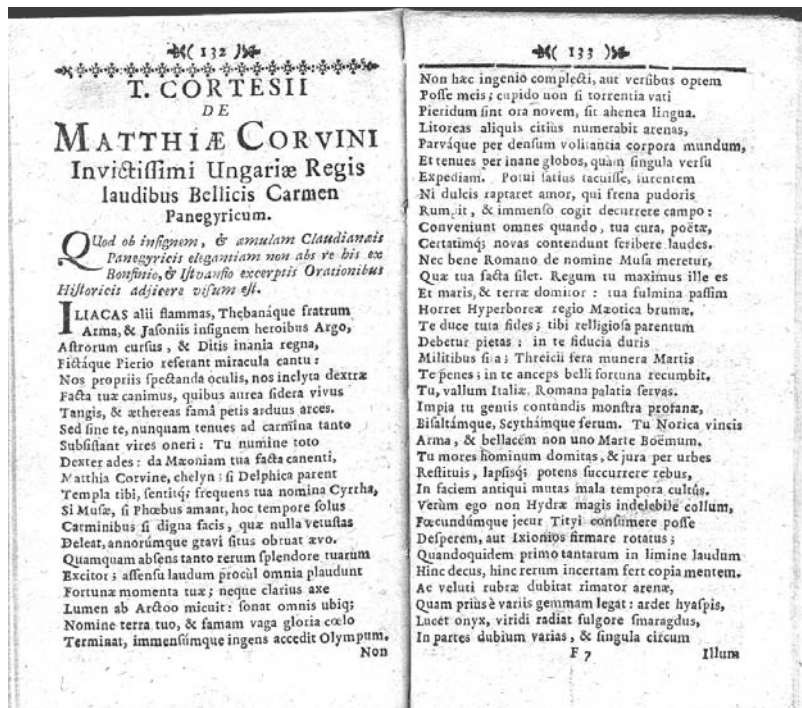 ( 132 )
T. CORTESII
DE
MATTHIÆ CORVINI
Invictiſſimi Ungariæ Regis
laudibus Bellicis Carmen
Panegyricum.
QUod ob inſignem, & æmulam Claudianæis
Panegyricis elegantiam non abs re his ex
Bonfinio, & Iſtvanfio excerptis Orationibus
Hiſtoricis adjicere viſum eſt.
ILIACAS alii flammas, Thebanáque fratrum
Arma, & Jaſoniis inſignem heroibus Argo,
Aſtrorum curſus, & Ditis inania regna,
Fictáque Pierio referant miracula cantu:
Nos propriis ſpectanda oculis, nos inclyta dextræ
Facta tuæ canimus, quibus aurea ſidera vivus
Tangis, & æthereas famâ petis arduus arces.
Sed ſine te, nunquam tenues ad carmina tanto
Subſiſtant vires oneri: Tu numine toto
Dexter ades: da Mæoniam tua facta canenti,
Matthia Corvine, chelyn: ſi Delphica parent
Templa tibi, ſentitq; frequens tua nomina Cyrrha,
Si Muſæ, ſi Phœbus amant, hoc tempore ſolus
Carminibus ſi digna facis, quæ nulla vetuſtas
Deleat, annorúmque gravi ſitus obruat ævo.
Quamquam abſens tanto rerum ſplendore tuarum
Excitor; aſſenſu laudum procùl omnia plaudunt
Fortunæ momenta tuæ; neque clarius axe
Lumen ab Arctoo micuit: ſonat omnis ubiq;
Nomine terra tuo, & famam vaga gloria cœlo
Terminat, immenſúmque ingens accedit Olympum.
Non
( 133 )
Non hæc ingenio complecti, aut verſibus optem
Poſſe meis; cupido non ſi torrentia vati
Pieridum ſint ora novem, ſit ahenea lingua.
Litoreas aliquis citiùs numerabit arenas,
Parváque per denſum volitantia corpora mundum,
Et tenues per inane globos, quàm ſingula verſu
Expediam. Potui ſatius tacuiſſe, furentem
Ni dulcis raptaret amor, qui frena pudoris
Rumpit, & immenſo cogit decurrere campo:
Conveniunt omnes quando, tua cura, poëtæ,
Certatimq; novas contendunt ſcribere laudes.
Nec bene Romano de nomine Muſa meretur,
Quæ tua facta ſilet. Regum tu maximus ille es
Et maris, & terræ domitor: tua fulmina paſſim
Horret Hyperboreæ regio Mæotica brumæ.
Te duce tuta fides; tibi relligioſa parentum
Debetur pietas: in te fiducia duris
Militibus ſita; Threicii fera munera Martis
Te penes; in te anceps belli fortuna recumbit.
Tu, vallum Italiæ, Romana palatia ſervas.
Impia tu gentis contundis monſtra profanæ,
Biſaltámque, Scythámque ferum. Tu Norica vincis
Arma, & bellacem non uno Marte Boëmum.
Tu mores hominum domitas, & jura per urbes
Reſtituis, lapſisq; potens ſuccurrere rebus,
In faciem antiqui mutas mala tempora cultûs.
Verùm ego non Hydræ magis indelebile collum,
Fœcundúmque jecur Tityi conſumere poſſe
Deſperem, aut Ixionios firmare rotatus;
Quandoquidem primo tantarum in limine laudum
Hinc decus, hinc rerum incertam fert copia mentem.
Ac veluti rubræ dubitat rimator arenæ,
Quam priùs è variis gemmam legat: ardet hyaſpis,
Lucet onyx, viridi radiat fulgore ſmaragdus,
In partes dubium varias, & ſingula circum
F 7
Illum